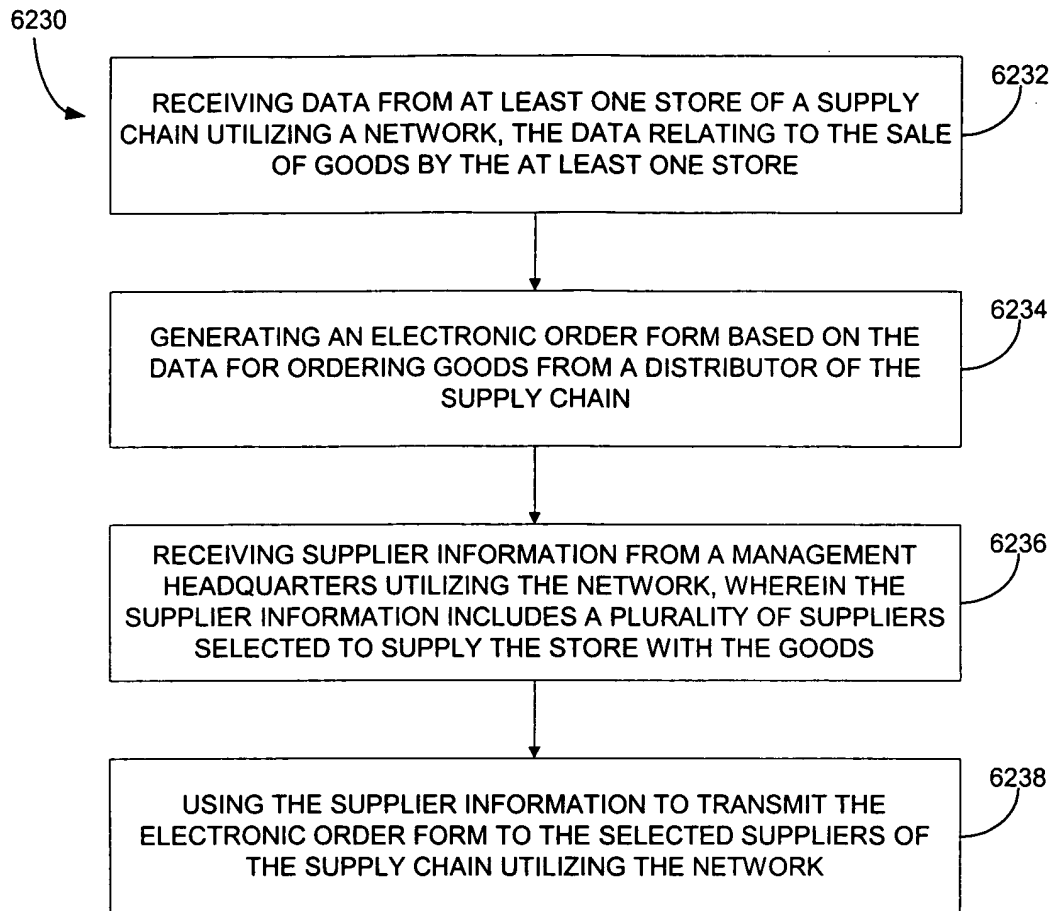 6230
6232
RECEIVING DATA FROM AT LEAST ONE STORE OF A SUPPLY
CHAIN UTILIZING A NETWORK, THE DATA RELATING TO THE SALE
OF GOODS BY THE AT LEAST ONE STORE
6234
GENERATING AN ELECTRONIC ORDER FORM BASED ON THE
DATA FOR ORDERING GOODS FROM A DISTRIBUTOR OF THE
SUPPLY CHAIN
6236
RECEIVING SUPPLIER INFORMATION FROM A MANAGEMENT
HEADQUARTERS UTILIZING THE NETWORK, WHEREIN THE
SUPPLIER INFORMATION INCLUDES A PLURALITY OF SUPPLIERS
SELECTED TO SUPPLY THE STORE WITH THE GOODS
6238
USING THE SUPPLIER INFORMATION TO TRANSMIT THE
ELECTRONIC ORDER FORM TO THE SELECTED SUPPLIERS OF
THE SUPPLY CHAIN UTILIZING THE NETWORK